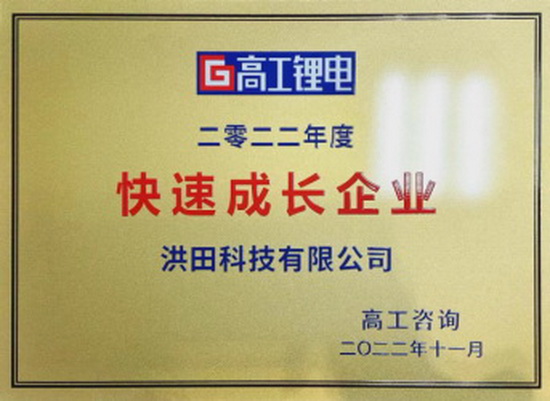 G高工锂电
二零二二年度
快速成长企业
洪田科技有限公司
高工咨询
二〇二二年十一月